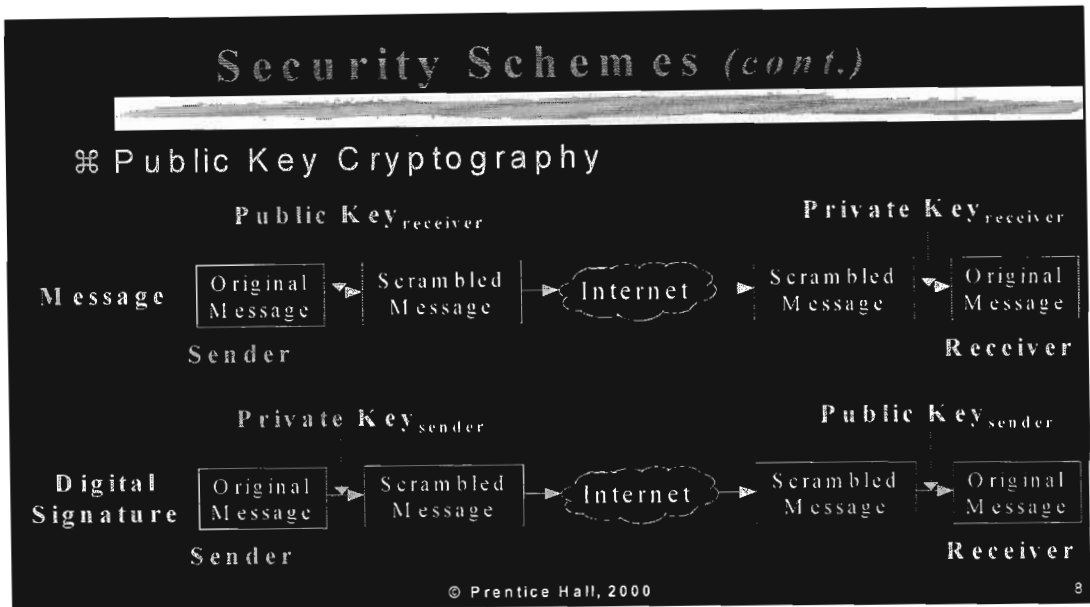 Security Schemes (cont.)
⌘ Public Key Cryptography
Public Key receiver
Private Key receiver
Message
Original Message
Scrambled Message
Internet
Scrambled Message
Original Message
Sender
Receiver
Private Key sender
Public Key sender
Digital Signature
Original Message
Scrambled Message
Internet
Scrambled Message
Original Message
Sender
Receiver
© Prentice Hall, 2000
8